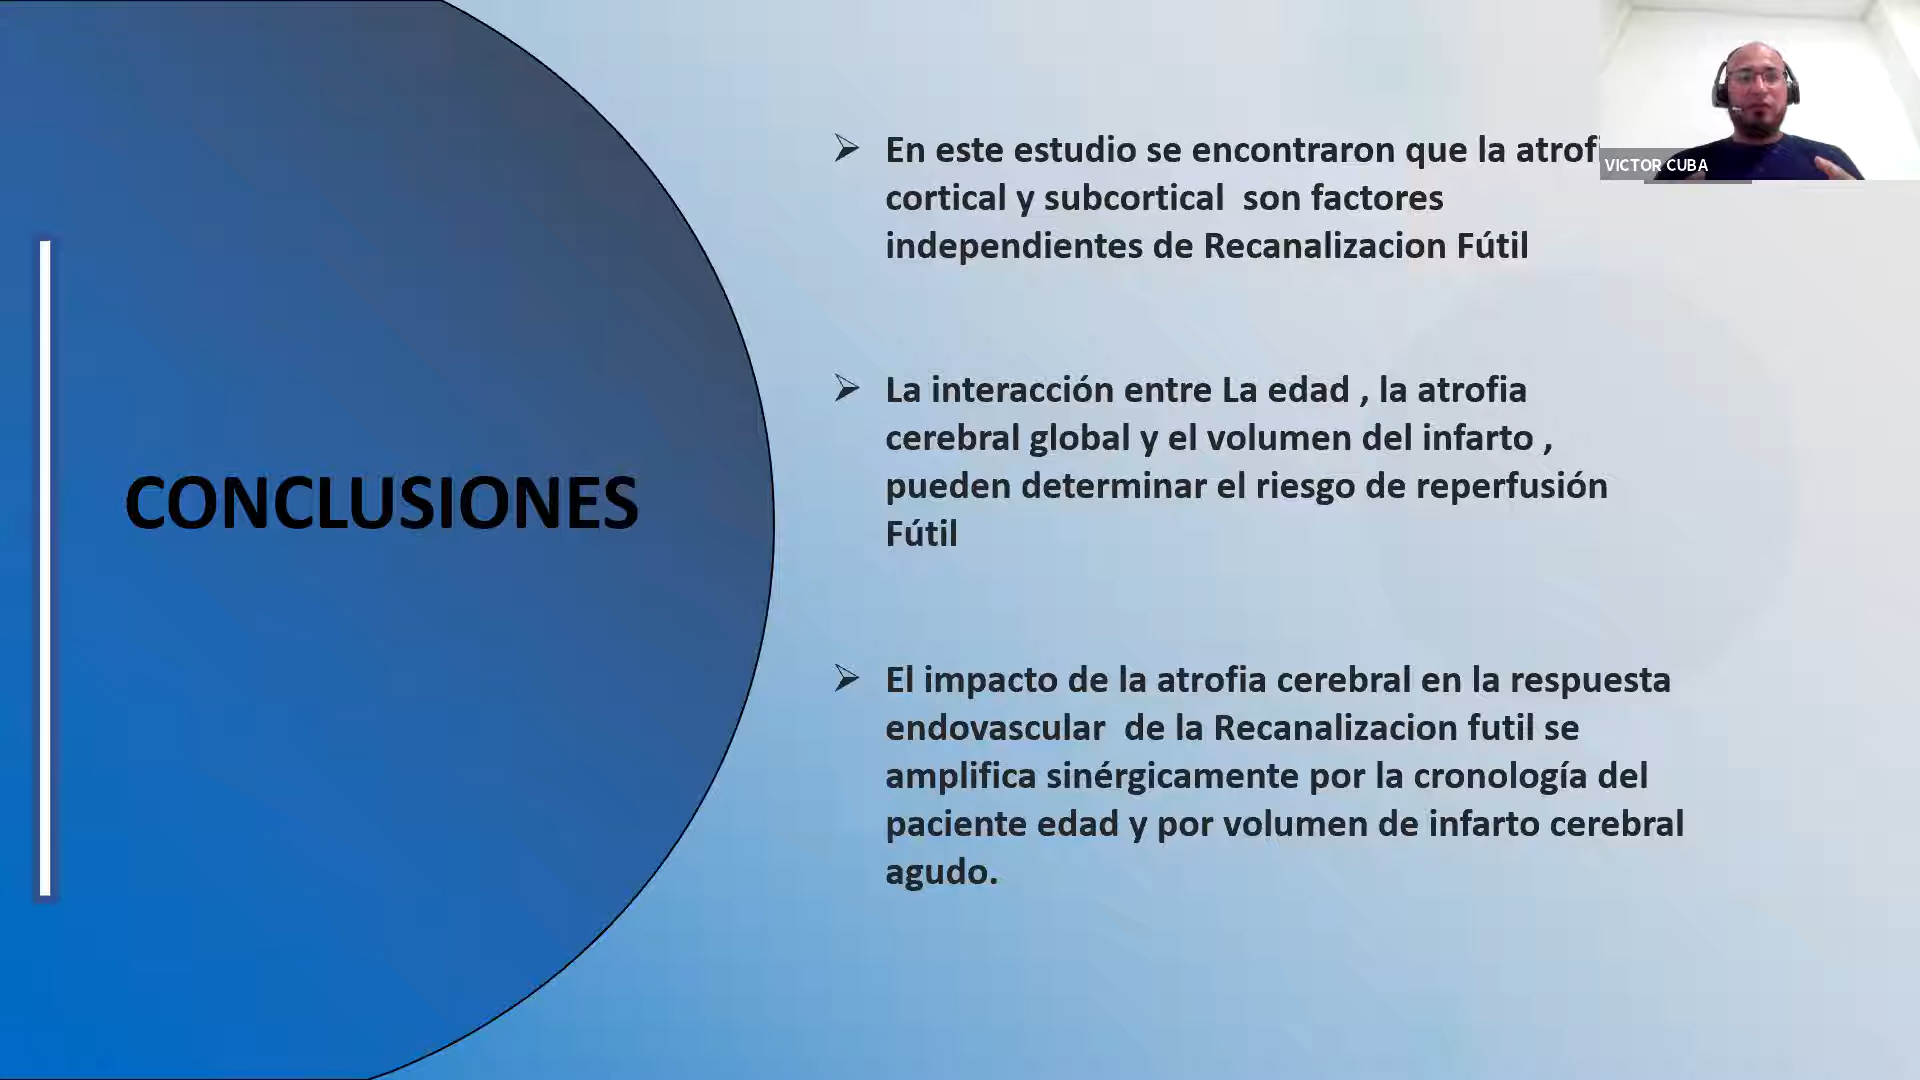 VICTOR CUBA
CONCLUSIONES
En este estudio se encontraron que la
cortical y subcortical son factores
independientes de Recanalizacion Fútil
La interacción entre La edad , la atrofia
cerebral global y el volumen del infarto ,
pueden determinar el riesgo de reperfusión
Fútil
El impacto de la atrofia cerebral en la respuesta
endovascular de la Recanalizacion futil se
amplifica sinérgicamente por la cronología del
paciente edad y por volumen de infarto cerebral
agudo.